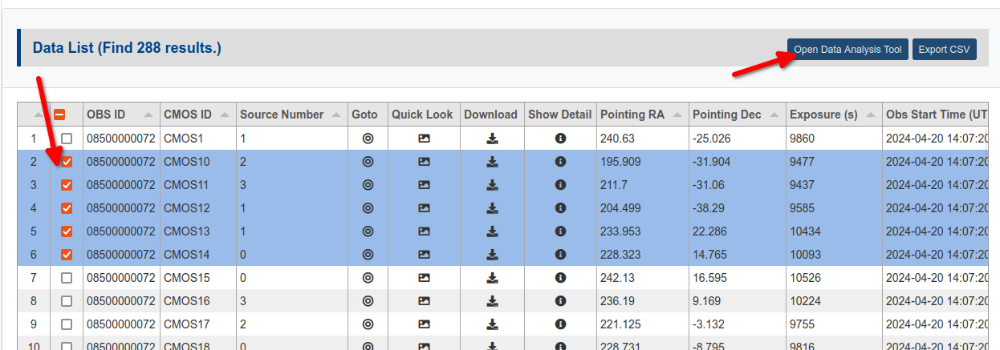 Data List (Find 288 results.)
Open Data Analysis Tool Export CSV
OBS ID CMOS ID Source Number Goto Quick Look Download Show Detail Pointing RA Pointing Dec Exposure (s) Obs Start Time (UT
1 08500000072 CMOS1 1 240.63 -25.026 9860 2024-04-20 14:07:20
2 08500000072 CMOS10 2 195.909 -31.904 9477 2024-04-20 14:07:20
3 08500000072 CMOS11 3 211.7 -31.06 9437 2024-04-20 14:07:20
4 08500000072 CMOS12 1 204.499 -38.29 9585 2024-04-20 14:07:20
5 08500000072 CMOS13 1 233.953 22.286 10434 2024-04-20 14:07:20
6 08500000072 CMOS14 0 228.323 14.765 10093 2024-04-20 14:07:20
7 08500000072 CMOS15 0 242.13 16.595 10526 2024-04-20 14:07:20
8 08500000072 CMOS16 3 236.19 9.169 10224 2024-04-20 14:07:20
9 08500000072 CMOS17 2 221.125 -3.132 9755 2024-04-20 14:07:20
10 08500000072 CMOS18 0 228.731 -8.795 9816 2024-04-20 14:07:20